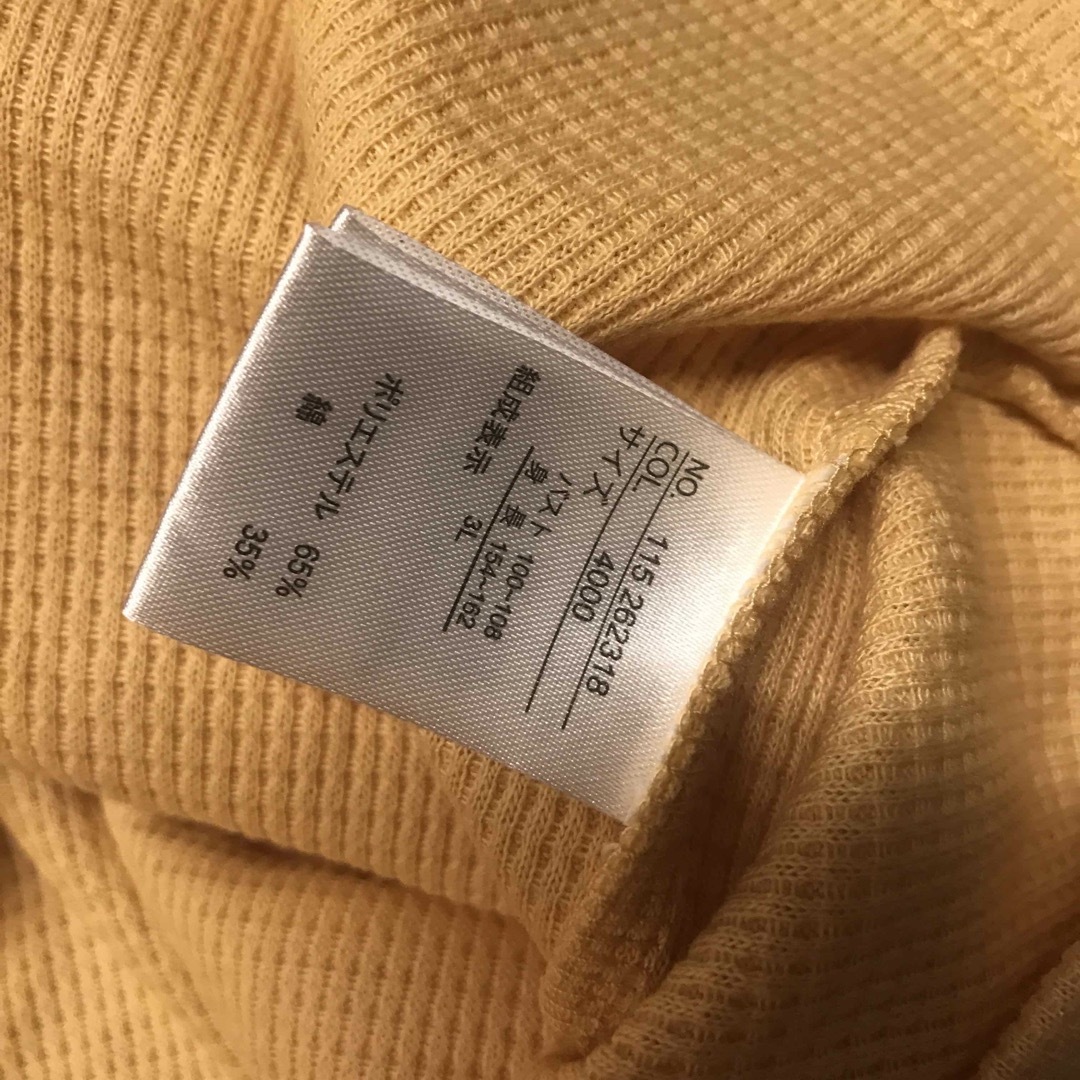 NO. 115 262318
COL 4000
サイズ
バスト 100~108
身長 154~162
3L
組成表示
ポリエステル 65%
綿 35%